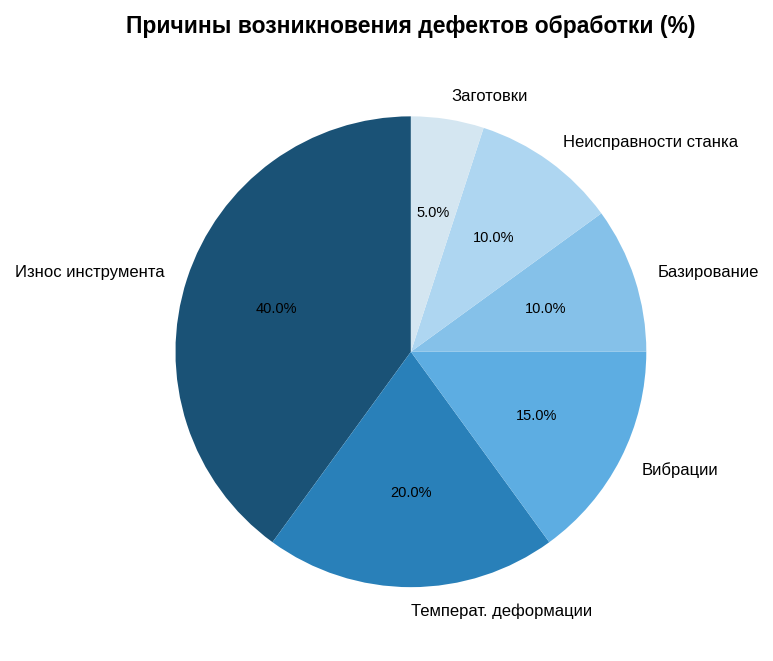 Причины возникновения дефектов обработки (%)
Заготовки
Неисправности станка
5.0%
10.0%
Износ инструмента
Базирование
40.0%
10.0%
15.0%
Вибрации
20.0%
Температ. деформации